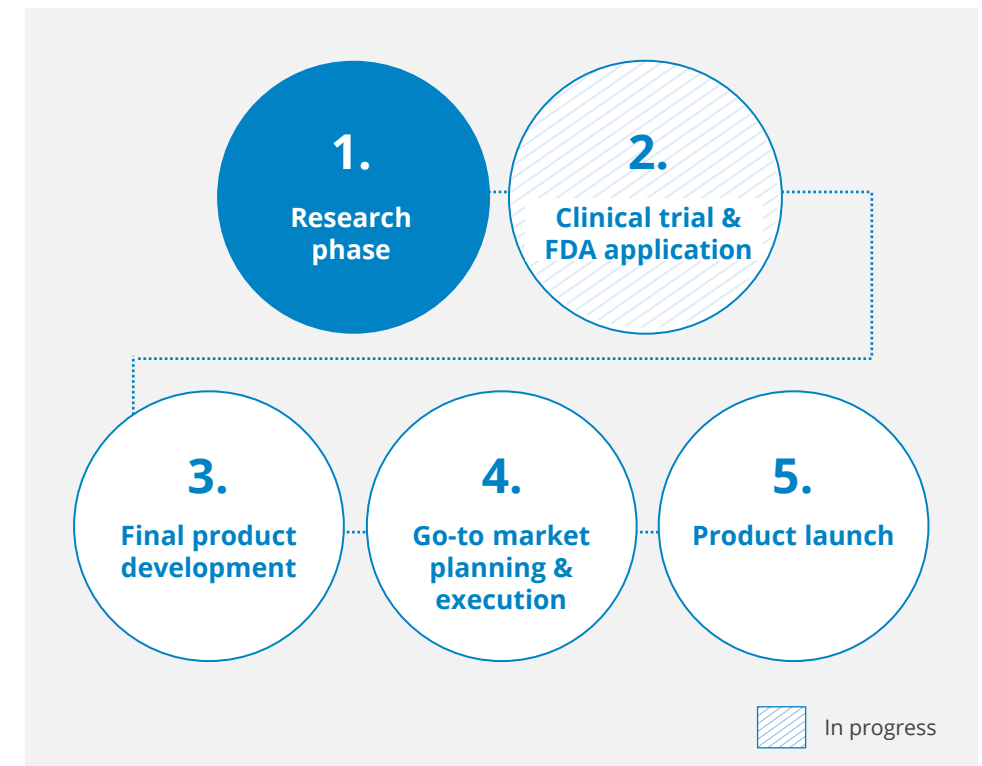 1.
Research
phase
2.
Clinical trial &
FDA application
3.
Final product
development
4.
Go-to market
planning &
execution
5.
Product launch
In progress